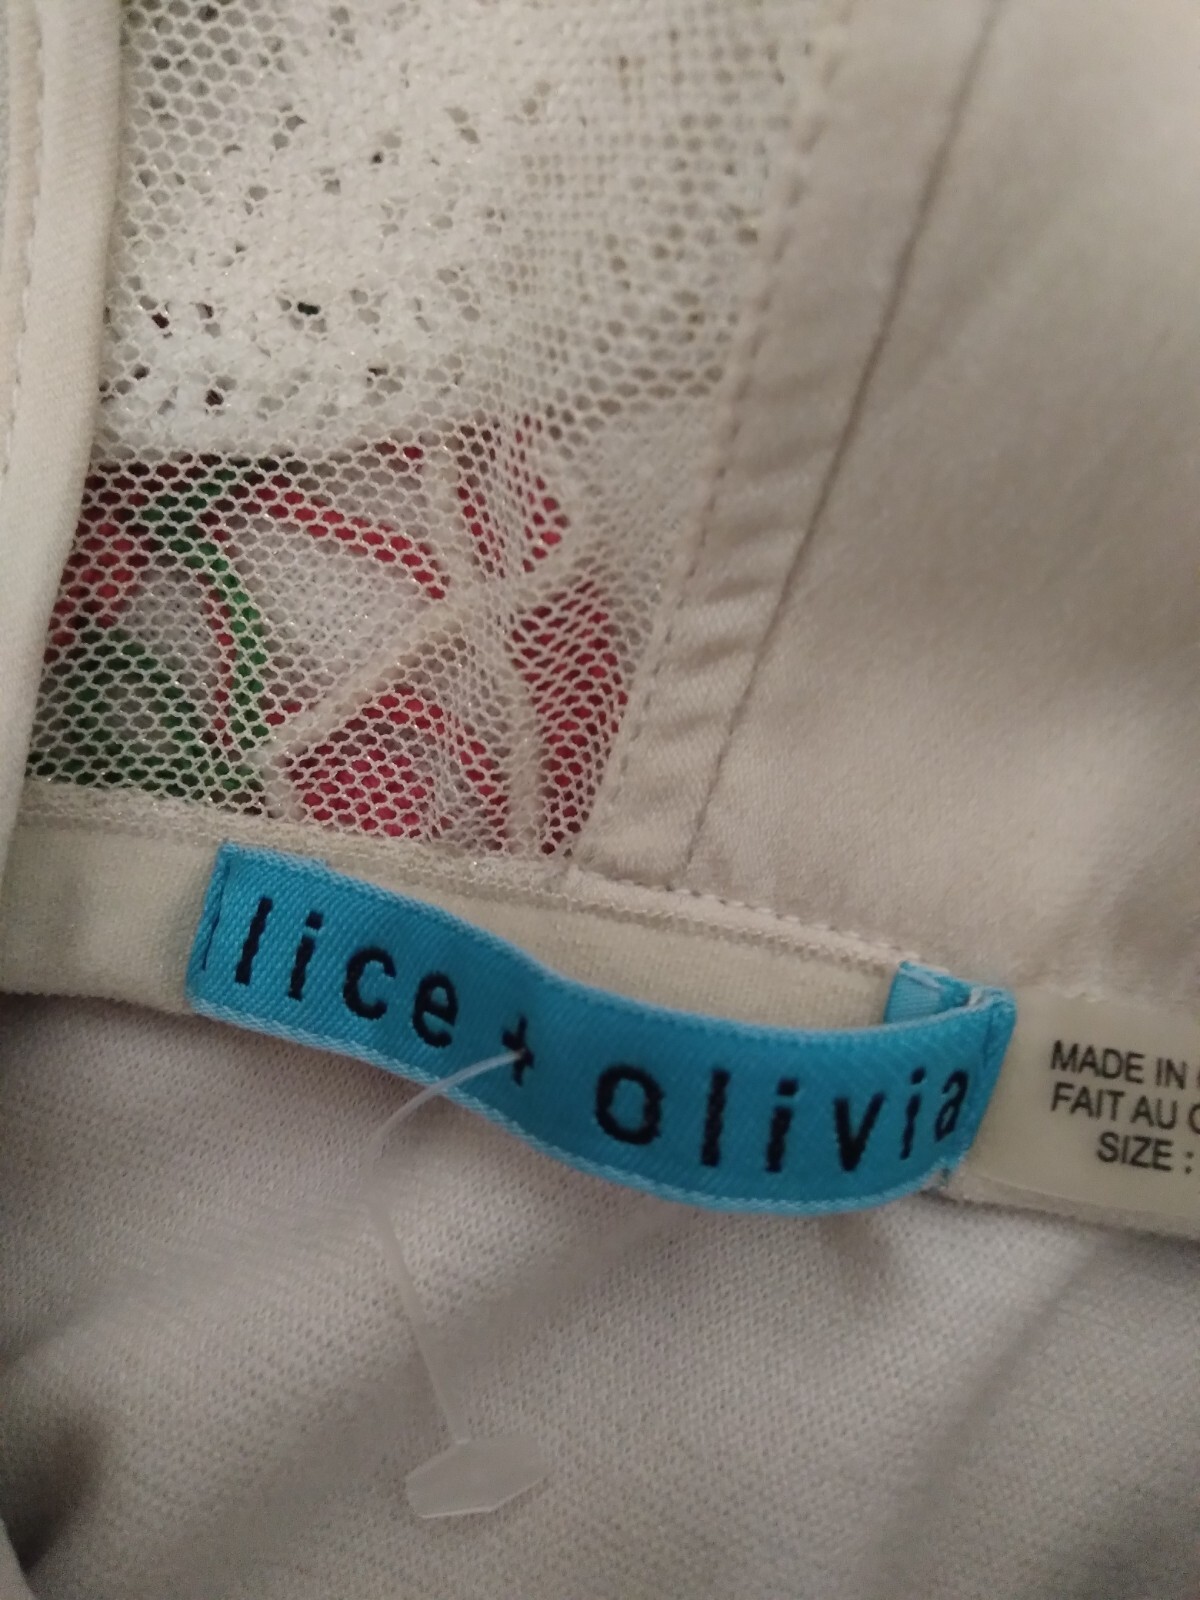 lice + olivia
MADE IN
FAIT AU
SIZE :